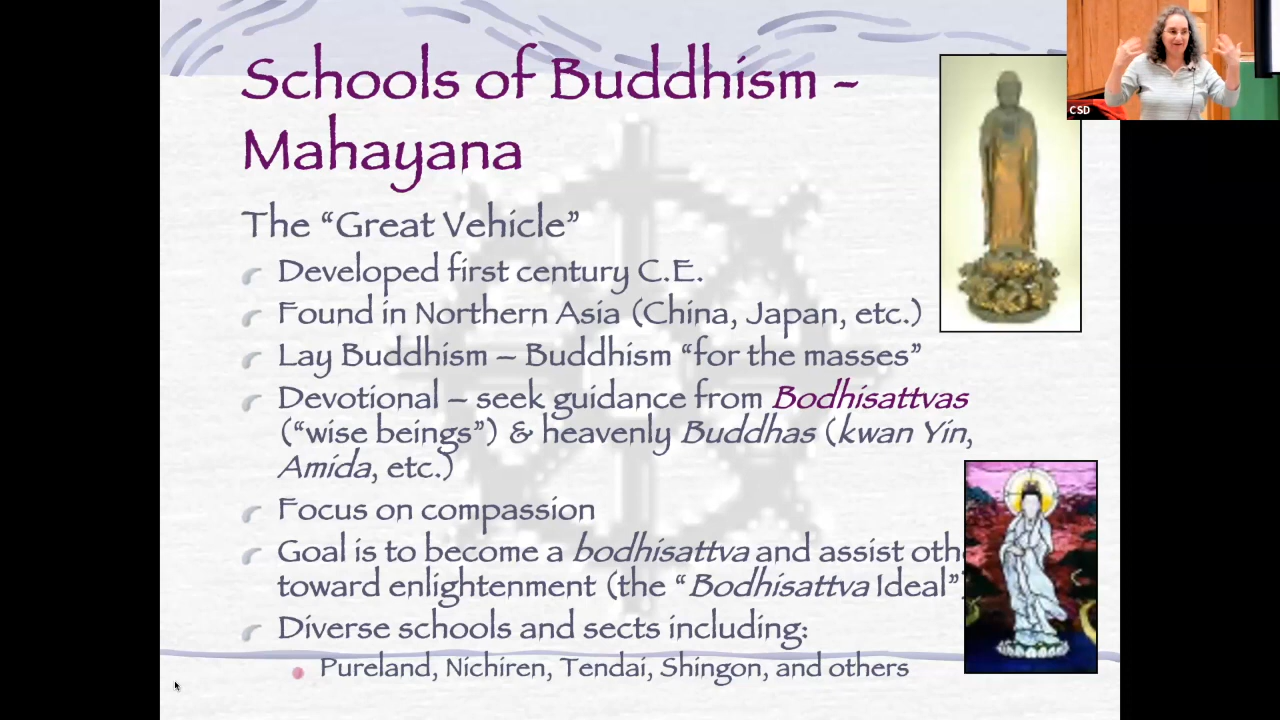 Schools of Buddhism -
Mahayana
The “Great Vehicle”
Developed first century C.E.
Found in Northern Asia (China, Japan, etc.)
Lay Buddhism – Buddhism “for the masses”
Devotional – seek guidance from Bodhisattvas
(“wise beings”) & heavenly Buddhas (kwan Yin,
Amida, etc.)
Focus on compassion
Goal is to become a bodhisattva and assist oth
toward enlightenment (the “Bodhisattva Ideal”)
Diverse schools and sects including:
Pureland, Nichiren, Tendai, Shingon, and others
CSD